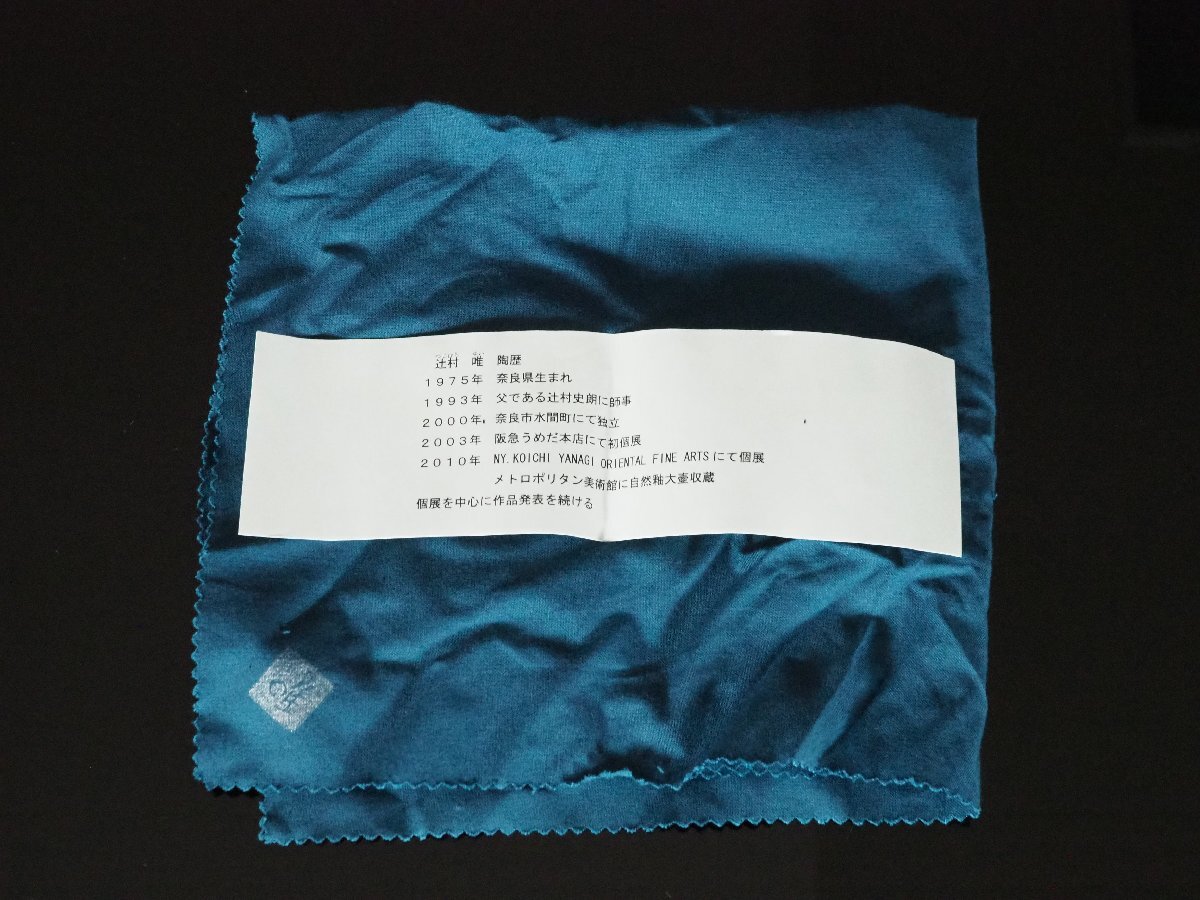 辻村　唯　陶歴
１９７５年　奈良県生まれ
１９９３年　父である辻村史朗に師事
２０００年　奈良市水間町にて独立
２００３年　阪急うめだ本店にて初個展
２０１０年　NY.KOICHI YANAGI ORIENTAL FINE ARTSにて個展
メトロポリタン美術館に自然釉大壷収蔵
個展を中心に作品発表を続ける